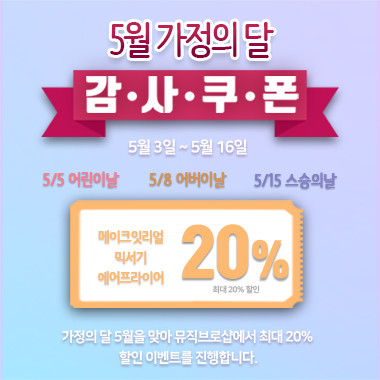 5월 가정의 달
감·사·쿠·폰
5월 3일 ~ 5월 16일
5/5 어린이날 5/8 어버이날 5/15 스승의날
메이크잇리얼
믹서기
에어프라이어
20%
최대 20% 할인
가정의 달 5월을 맞아 뮤직브로샵에서 최대 20%
할인 이벤트를 진행합니다.